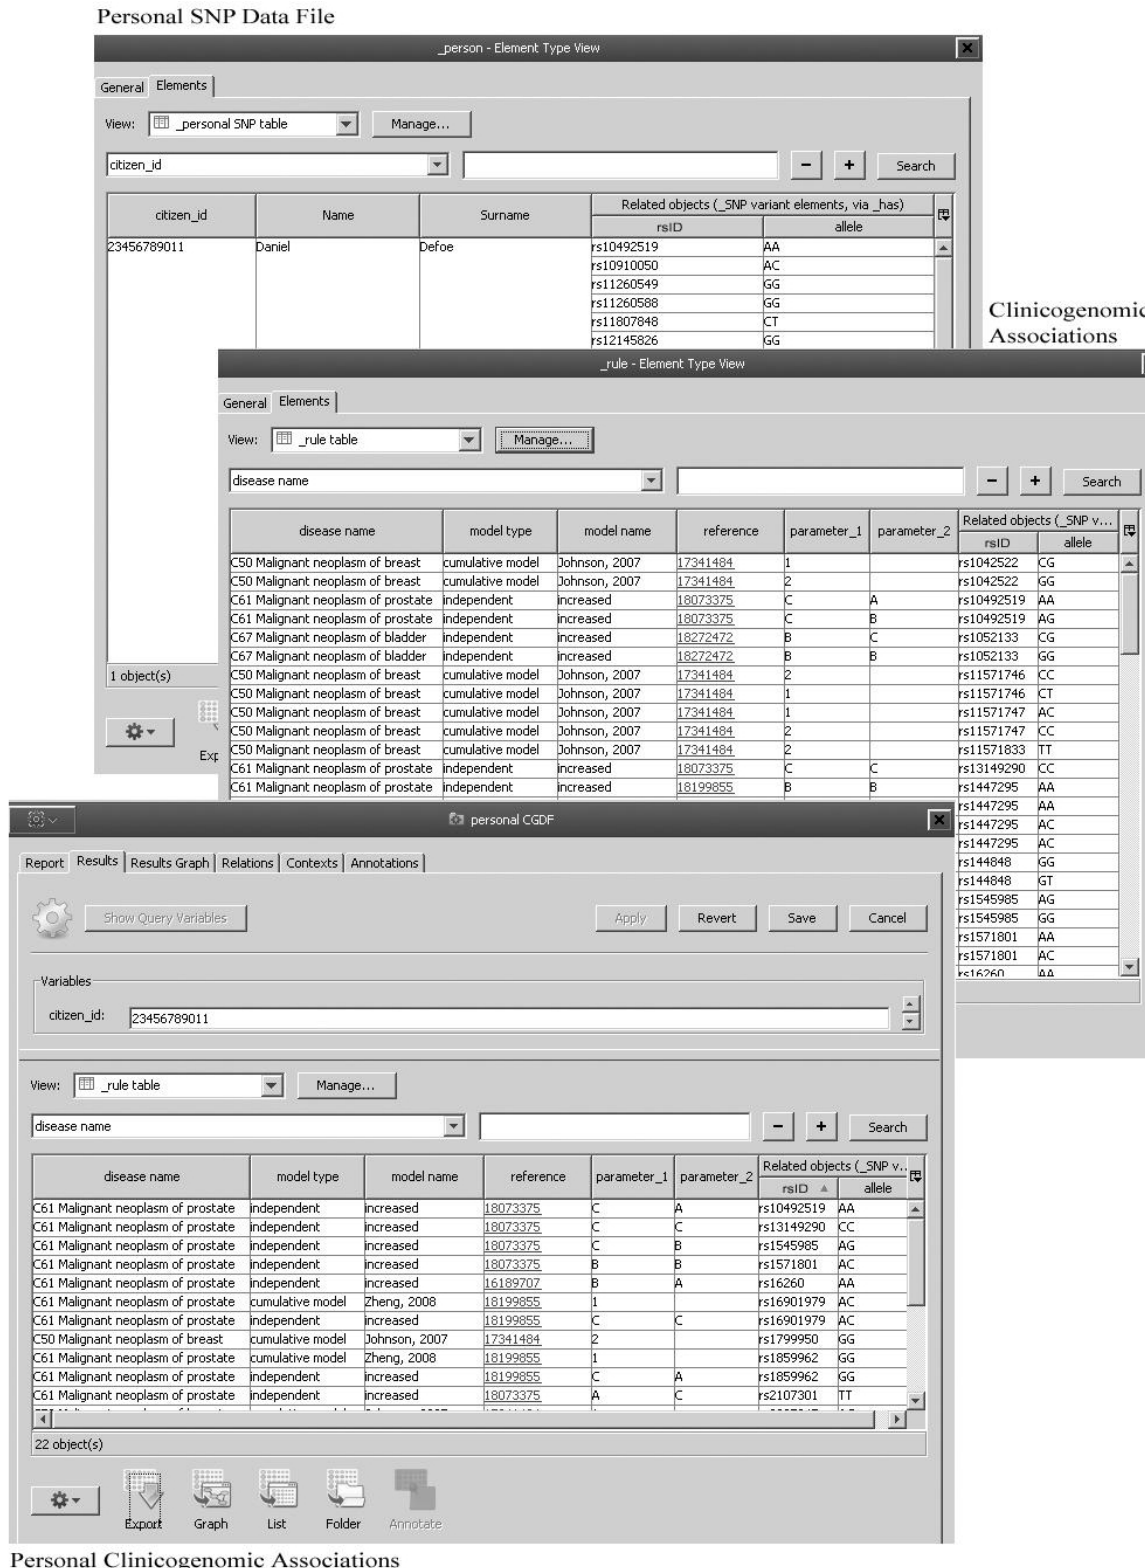 Personal SNP Data File
_person - Element Type View
General Elements
View: _personal SNP table Manage...
citizen_id - + Search
citizen_id Name Surname Related objects (_SNP variant elements, via _has)
rsID allele
23456789011 Daniel Defoe rs10492519 AA
rs10910050 AC
rs11260549 GG
rs11260588 GG
rs11807848 CT
rs12145826 GG
1 object(s)
Clinicogenomic
Associations
_rule - Element Type View
General Elements
View: _rule table Manage...
disease name - + Search
disease name model type model name reference parameter_1 parameter_2 Related objects (_SNP v...
rsID allele
C50 Malignant neoplasm of breast cumulative model Johnson, 2007 17341484 1 rs1042522 CG
C50 Malignant neoplasm of breast cumulative model Johnson, 2007 17341484 2 rs1042522 GG
C61 Malignant neoplasm of prostate independent increased 18073375 C A rs10492519 AA
C61 Malignant neoplasm of prostate independent increased 18073375 C B rs10492519 AG
C67 Malignant neoplasm of bladder independent increased 18272472 B C rs1052133 CG
C67 Malignant neoplasm of bladder independent increased 18272472 B B rs1052133 GG
C50 Malignant neoplasm of breast cumulative model Johnson, 2007 17341484 2 rs11571746 CC
C50 Malignant neoplasm of breast cumulative model Johnson, 2007 17341484 1 rs11571746 CT
C50 Malignant neoplasm of breast cumulative model Johnson, 2007 17341484 1 rs11571747 AC
C50 Malignant neoplasm of breast cumulative model Johnson, 2007 17341484 2 rs11571747 CC
C50 Malignant neoplasm of breast cumulative model Johnson, 2007 17341484 2 rs11571833 TT
C61 Malignant neoplasm of prostate independent increased 18073375 C C rs13149290 CC
C61 Malignant neoplasm of prostate independent increased 18199855 B B rs1447295 AA
rs1447295 AA
rs1447295 AC
rs1447295 AC
rs144848 GG
rs144848 GT
rs1545985 AG
rs1545985 GG
rs1571801 AA
rs1571801 AC
rs16260 AA
personal CGDF
Report Results Results Graph Relations Contexts Annotations
Show Query Variables Apply Revert Save Cancel
Variables
citizen_id: 23456789011
View: _rule table Manage...
disease name - + Search
disease name model type model name reference parameter_1 parameter_2 Related objects (_SNP v..
rsID allele
C61 Malignant neoplasm of prostate independent increased 18073375 C A rs10492519 AA
C61 Malignant neoplasm of prostate independent increased 18073375 C C rs13149290 CC
C61 Malignant neoplasm of prostate independent increased 18073375 C B rs1545985 AG
C61 Malignant neoplasm of prostate independent increased 18073375 B B rs1571801 AC
C61 Malignant neoplasm of prostate independent increased 16189707 B A rs16260 AA
C61 Malignant neoplasm of prostate cumulative model Zheng, 2008 18199855 1 rs16901979 AC
C61 Malignant neoplasm of prostate independent increased 18199855 C C rs16901979 AC
C50 Malignant neoplasm of breast cumulative model Johnson, 2007 17341484 2 rs1799950 GG
C61 Malignant neoplasm of prostate cumulative model Zheng, 2008 18199855 1 rs1859962 GG
C61 Malignant neoplasm of prostate independent increased 18199855 C A rs1859962 GG
C61 Malignant neoplasm of prostate independent increased 18073375 A C rs2107301 TT
22 object(s)
Export Graph List Folder Annotate
Personal Clinicogenomic Associations